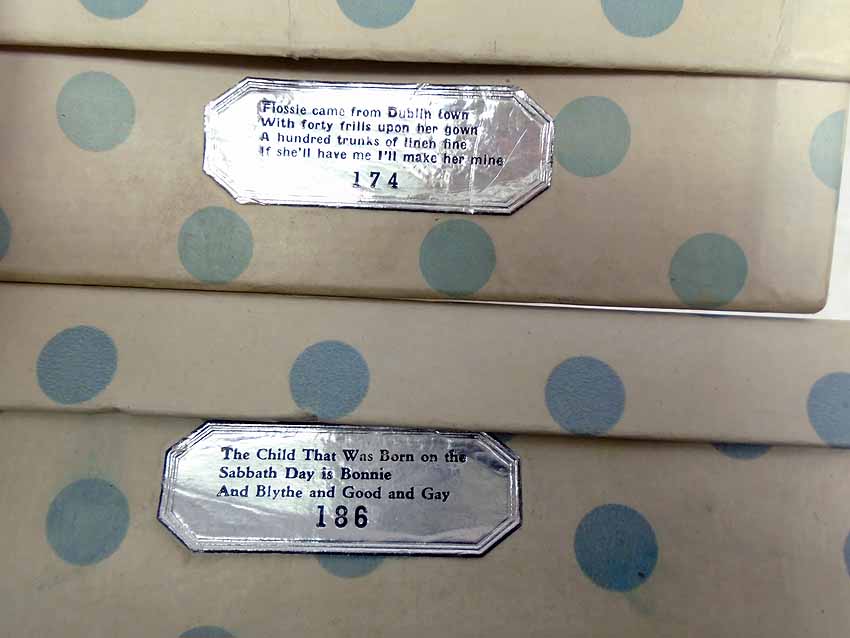 Flossie came from Dublin town
With forty frills upon her gown
A hundred trunks of linen fine
If she'll have me I'll make her mine
174
The Child That Was Born on the
Sabbath Day is Bonnie
And Blythe and Good and Gay
186